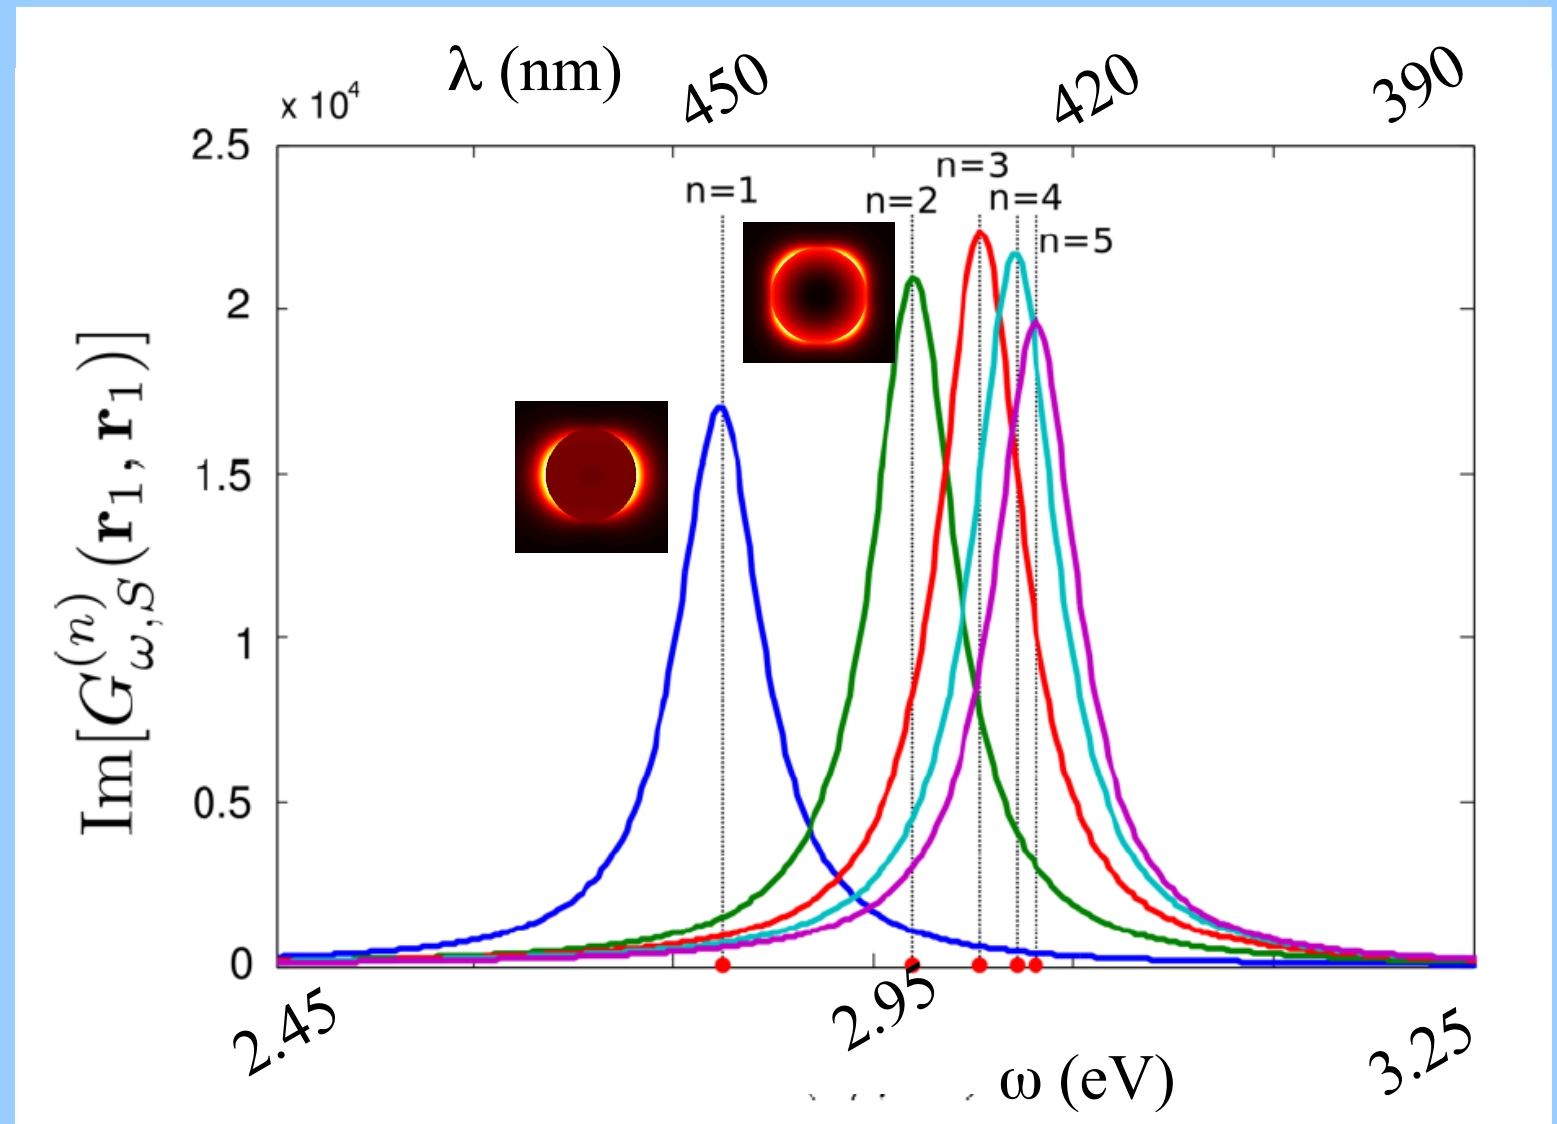 λ (nm) 450 420 390
x 10⁴
2.5
n=3
n=1 n=2 n=4
n=5
2
1.5
1
0.5
0
Im[G⁽ⁿ⁾_ω,S(r₁, r₁)]
2.45 2.95 3.25
ω (eV)